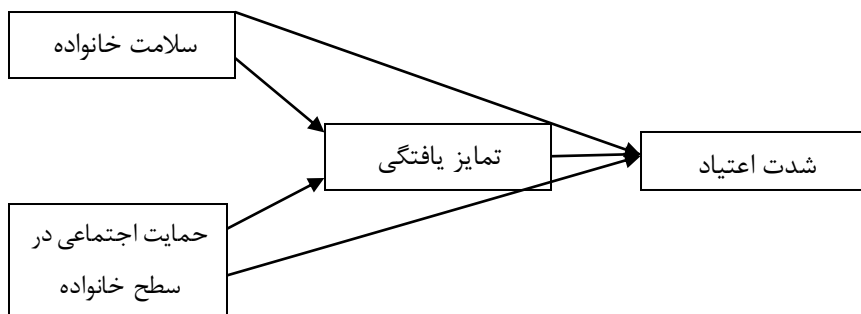 سلامت خانواده
تمایز یافتگی
شدت اعتیاد
حمایت اجتماعی در
سطح خانواده